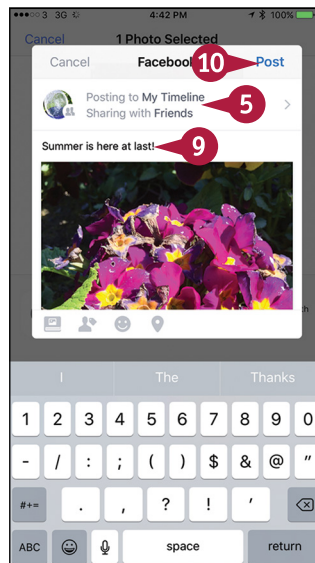 3 3G 4:42 PM 100%
Cancel 1 Photo Selected
Cancel Facebook 10 Post
Posting to My Timeline
Sharing with Friends
5
Summer is here at last! 9
I The Thanks
1 2 3 4 5 6 7 8 9 0
- / : ; ( ) $ & @ "
#+= . , ? ! '
ABC space return